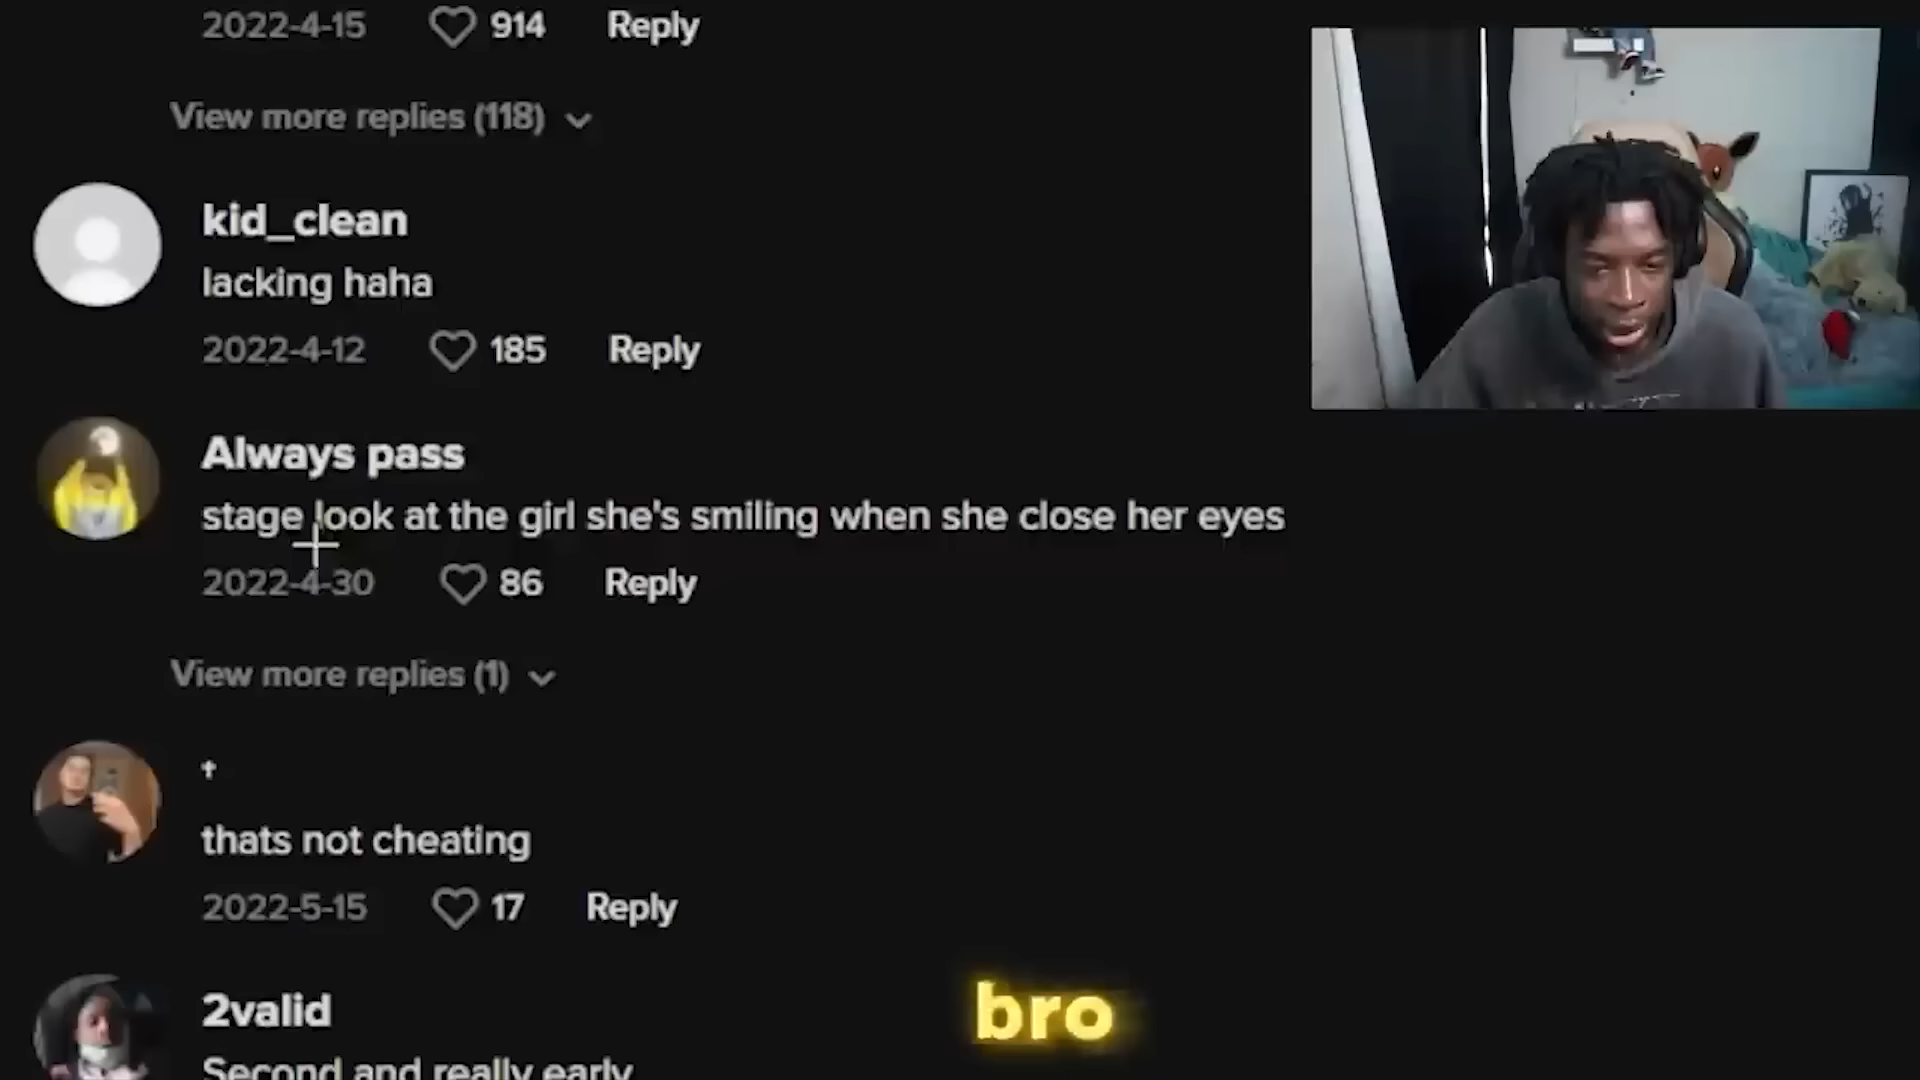 2022-4-15 914 Reply
View more replies (118)
kid_clean
lacking haha
2022-4-12 185 Reply
Always pass
stage look at the girl she's smiling when she close her eyes
2022-4-30 86 Reply
View more replies (1)
†
thats not cheating
2022-5-15 17 Reply
2valid
Second and really early
bro